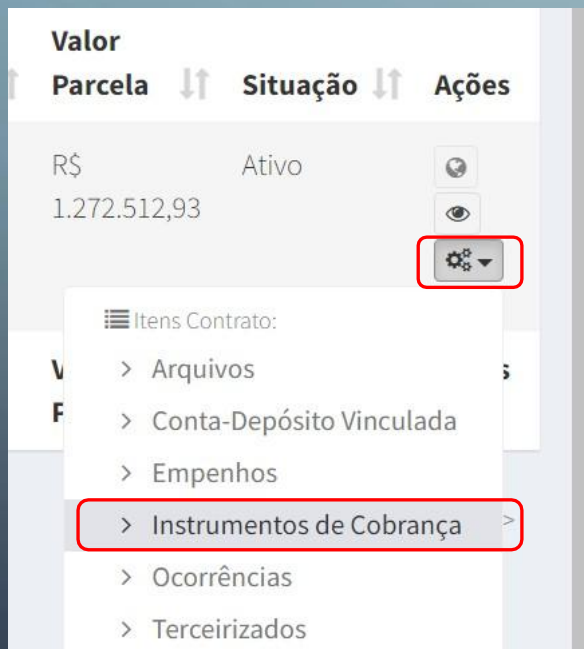 Valor
Parcela Situação Ações
R$ Ativo
1.272.512,93
Itens Contrato:
> Arquivos
> Conta-Depósito Vinculada
> Empenhos
> Instrumentos de Cobrança >
> Ocorrências
> Terceirizados